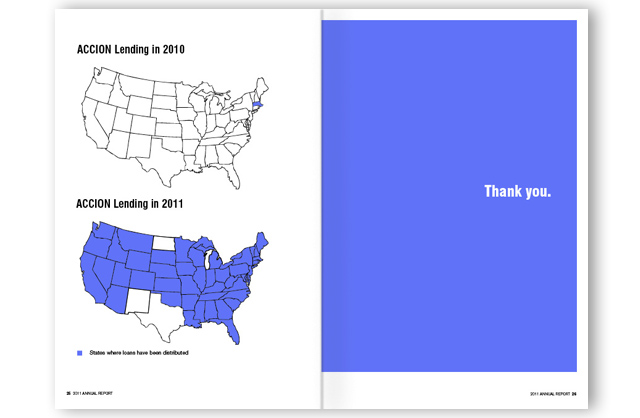 ACCION Lending in 2010
ACCION Lending in 2011
States where loans have been distributed
25 2011 ANNUAL REPORT
Thank you.
2011 ANNUAL REPORT 26